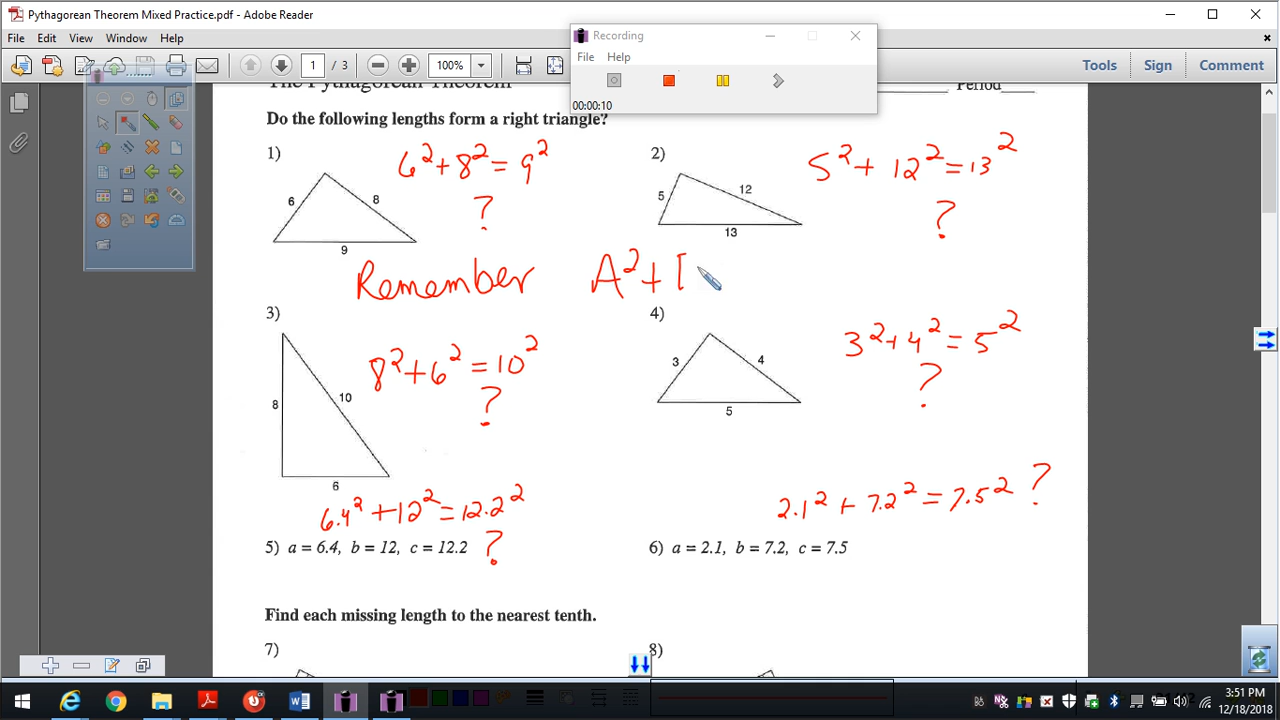 Pythagorean Theorem Mixed Practice.pdf - Adobe Reader
File Edit View Window Help
Recording
File Help
00:00:10
1 / 3
100%
Tools Sign Comment
The Pythagorean Theorem
Period
Do the following lengths form a right triangle?
1)
6² + 8² = 9²
?
6
8
9
2)
5² + 12² = 13²
?
5
12
13
Remember A² + [
3)
8² + 6² = 10²
?
8
10
6
4)
3² + 4² = 5²
?
3
4
5
6.4² + 12² = 12.2²
?
2.1² + 7.2² = 7.5² ?
5) a = 6.4, b = 12, c = 12.2
6) a = 2.1, b = 7.2, c = 7.5
Find each missing length to the nearest tenth.
7)
8)
3:51 PM
12/18/2018